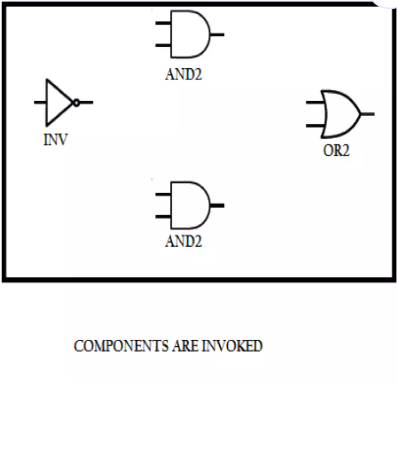 AND2
INV
OR2
AND2
COMPONENTS ARE INVOKED